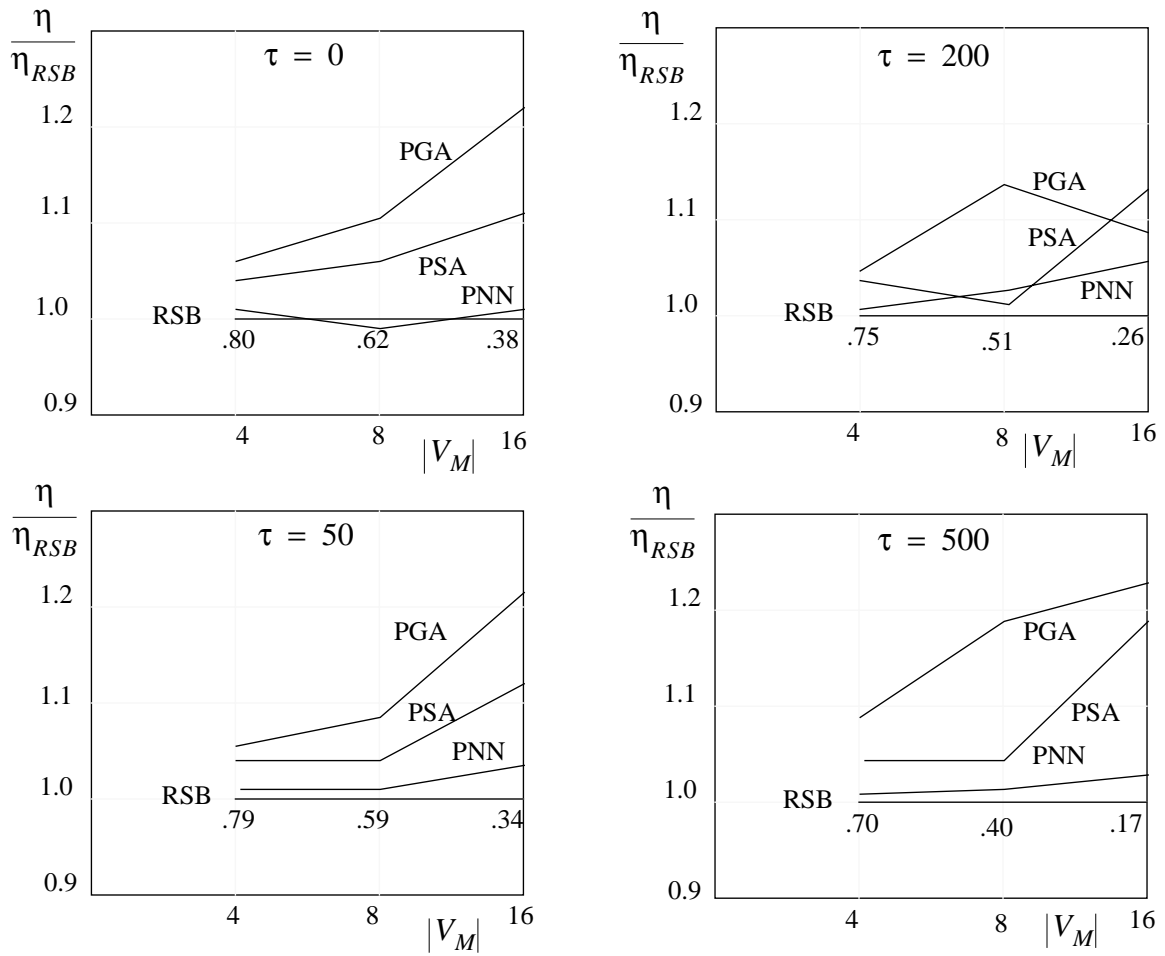 η
η_RSB
τ = 0
1.2
PGA
1.1
PSA
PNN
1.0
RSB
.80 .62 .38
0.9
4 8 16
|V_M|
η
η_RSB
τ = 200
1.2
PGA
1.1
PSA
PNN
1.0
RSB
.75 .51 .26
0.9
4 8 16
|V_M|
η
η_RSB
τ = 50
1.2
PGA
1.1
PSA
PNN
1.0
RSB
.79 .59 .34
0.9
4 8 16
|V_M|
η
η_RSB
τ = 500
1.2
PGA
1.1
PSA
PNN
1.0
RSB
.70 .40 .17
0.9
4 8 16
|V_M|